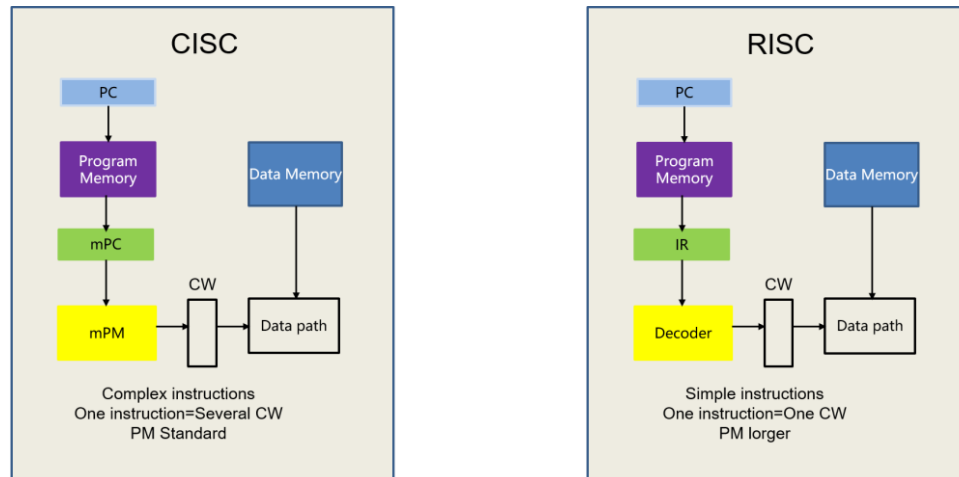 CISC
PC
Program
Memory
Data Memory
mPC
CW
mPM
Data path
Complex instructions
One instruction=Several CW
PM Standard
RISC
PC
Program
Memory
Data Memory
IR
CW
Decoder
Data path
Simple instructions
One instruction=One CW
PM lorger